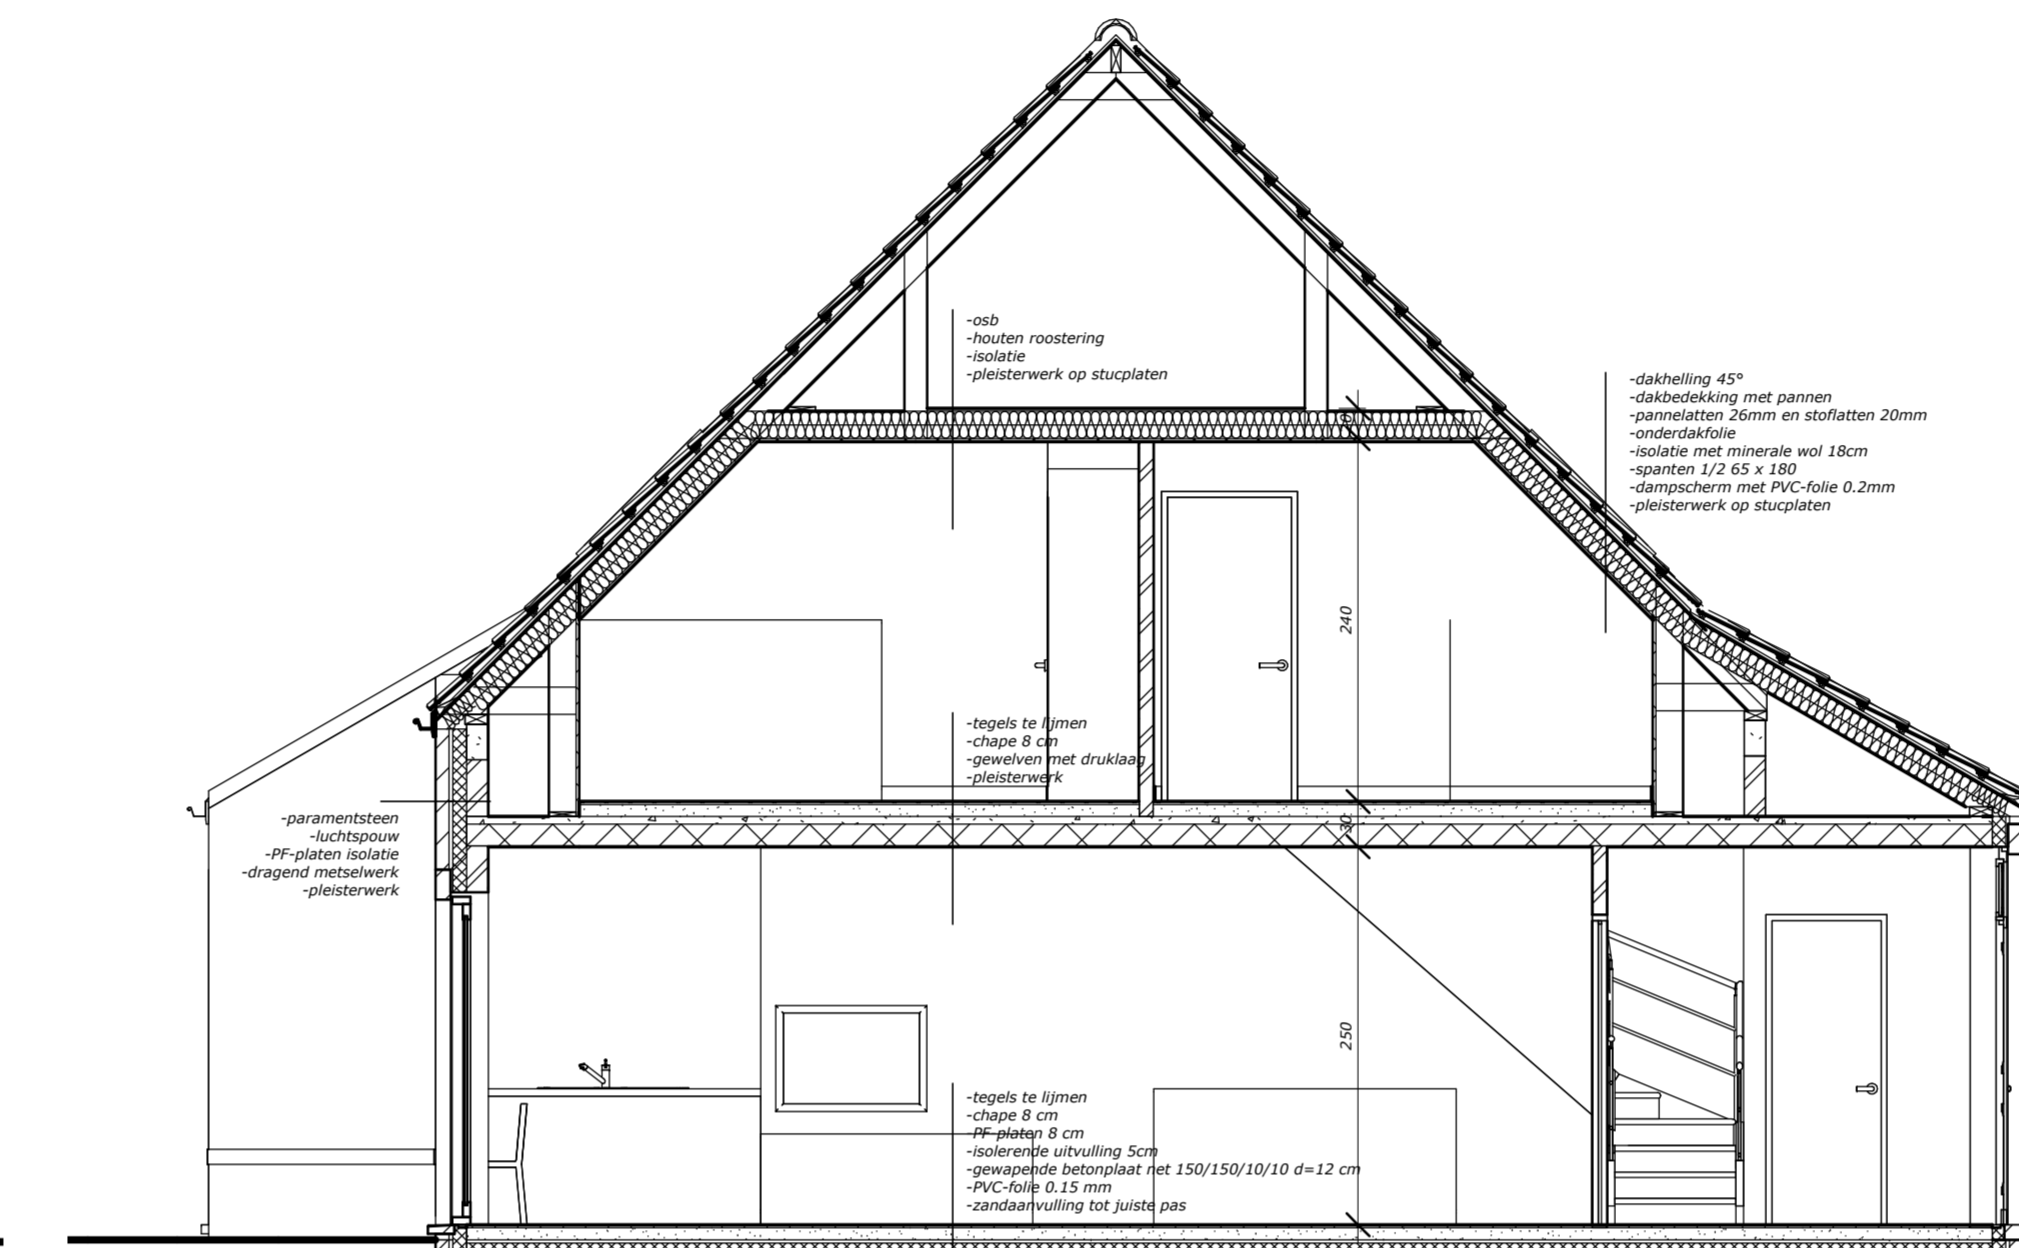 -osb
-houten roostering
-isolatie
-pleisterwerk op stucplaten
-dakhelling 45°
-dakbedekking met pannen
-pannelatten 26mm en stoflatten 20mm
-onderdakfolie
-isolatie met minerale wol 18cm
-spanten 1/2 65 x 180
-dampscherm met PVC-folie 0.2mm
-pleisterwerk op stucplaten
240
-tegels te lijmen
-chape 8 cm
-gewelven met druklaag
-pleisterwerk
30
-paramentsteen
-luchtspouw
-PF-platen isolatie
-dragend metselwerk
-pleisterwerk
250
-tegels te lijmen
-chape 8 cm
-PF-platen 8 cm
-isolerende uitvulling 5cm
-gewapende betonplaat net 150/150/10/10 d=12 cm
-PVC-folie 0.15 mm
-zandaanvulling tot juiste pas